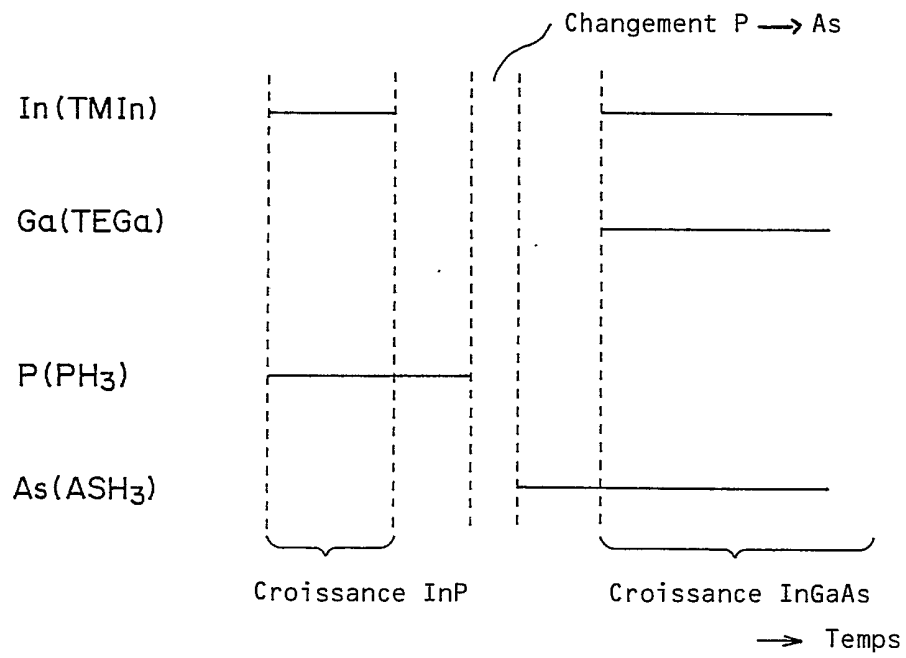 Changement P → As
In(TMIn)
Ga(TEGa)
P(PH3)
As(ASH3)
Croissance InP
Croissance InGaAs
→ Temps